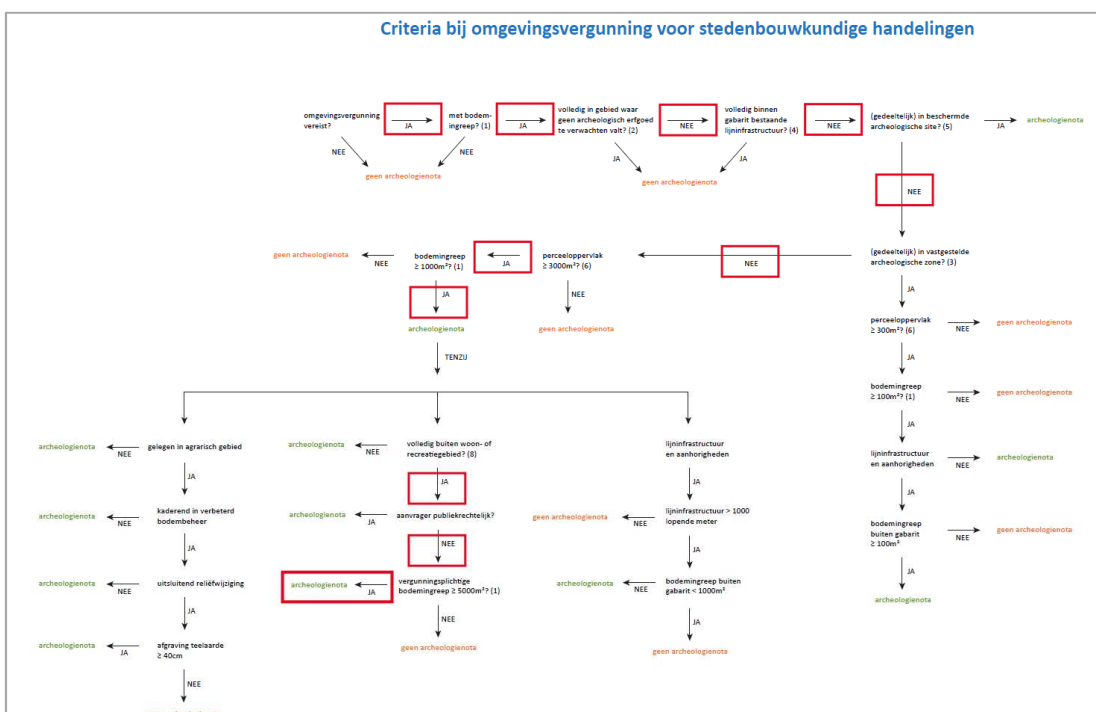 Criteria bij omgevingsvergunning voor stedenbouwkundige handelingen
omgevingsvergunning
vereist?
JA
met bodem-
ingreep? (1)
JA
volledig in gebied waar
geen archeologisch erfgoed
te verwachten valt? (2)
NEE
volledig binnen
gabarit bestaande
lijninfrastructuur? (4)
NEE
(gedeeltelijk) in beschermde
archeologische site? (5)
JA
archeologienota
NEE
NEE
JA
JA
geen archeologienota
geen archeologienota
NEE
geen archeologienota
NEE
bodemingreep
≥ 1000m²? (1)
JA
perceeloppervlak
≥ 3000m²? (6)
NEE
(gedeeltelijk) in vastgestelde
archeologische zone? (3)
JA
NEE
JA
archeologienota
geen archeologienota
perceeloppervlak
≥ 300m²? (6)
NEE
geen archeologienota
TENZIJ
JA
bodemingreep
≥ 100m²? (1)
NEE
geen archeologienota
JA
archeologienota
NEE
gelegen in agrarisch gebied
archeologienota
NEE
volledig buiten woon- of
recreatiegebied? (8)
lijninfrastructuur
en aanhorigheden
lijninfrastructuur
en aanhorigheden
NEE
archeologienota
JA
JA
JA
JA
archeologienota
NEE
kaderend in verbeterd
bodembeheer
archeologienota
JA
aanvrager publiekrechtelijk?
geen archeologienota
NEE
lijninfrastructuur > 1000
lopende meter
bodemingreep
buiten gabarit
≥ 100m²
NEE
geen archeologienota
JA
NEE
JA
JA
archeologienota
NEE
uitsluitend reliëfwijziging
archeologienota
JA
vergunningsplichtige
bodemingreep ≥ 5000m²? (1)
archeologienota
NEE
bodemingreep buiten
gabarit < 1000m²
archeologienota
JA
NEE
JA
archeologienota
JA
afgraving teelaarde
≥ 40cm
geen archeologienota
geen archeologienota
NEE